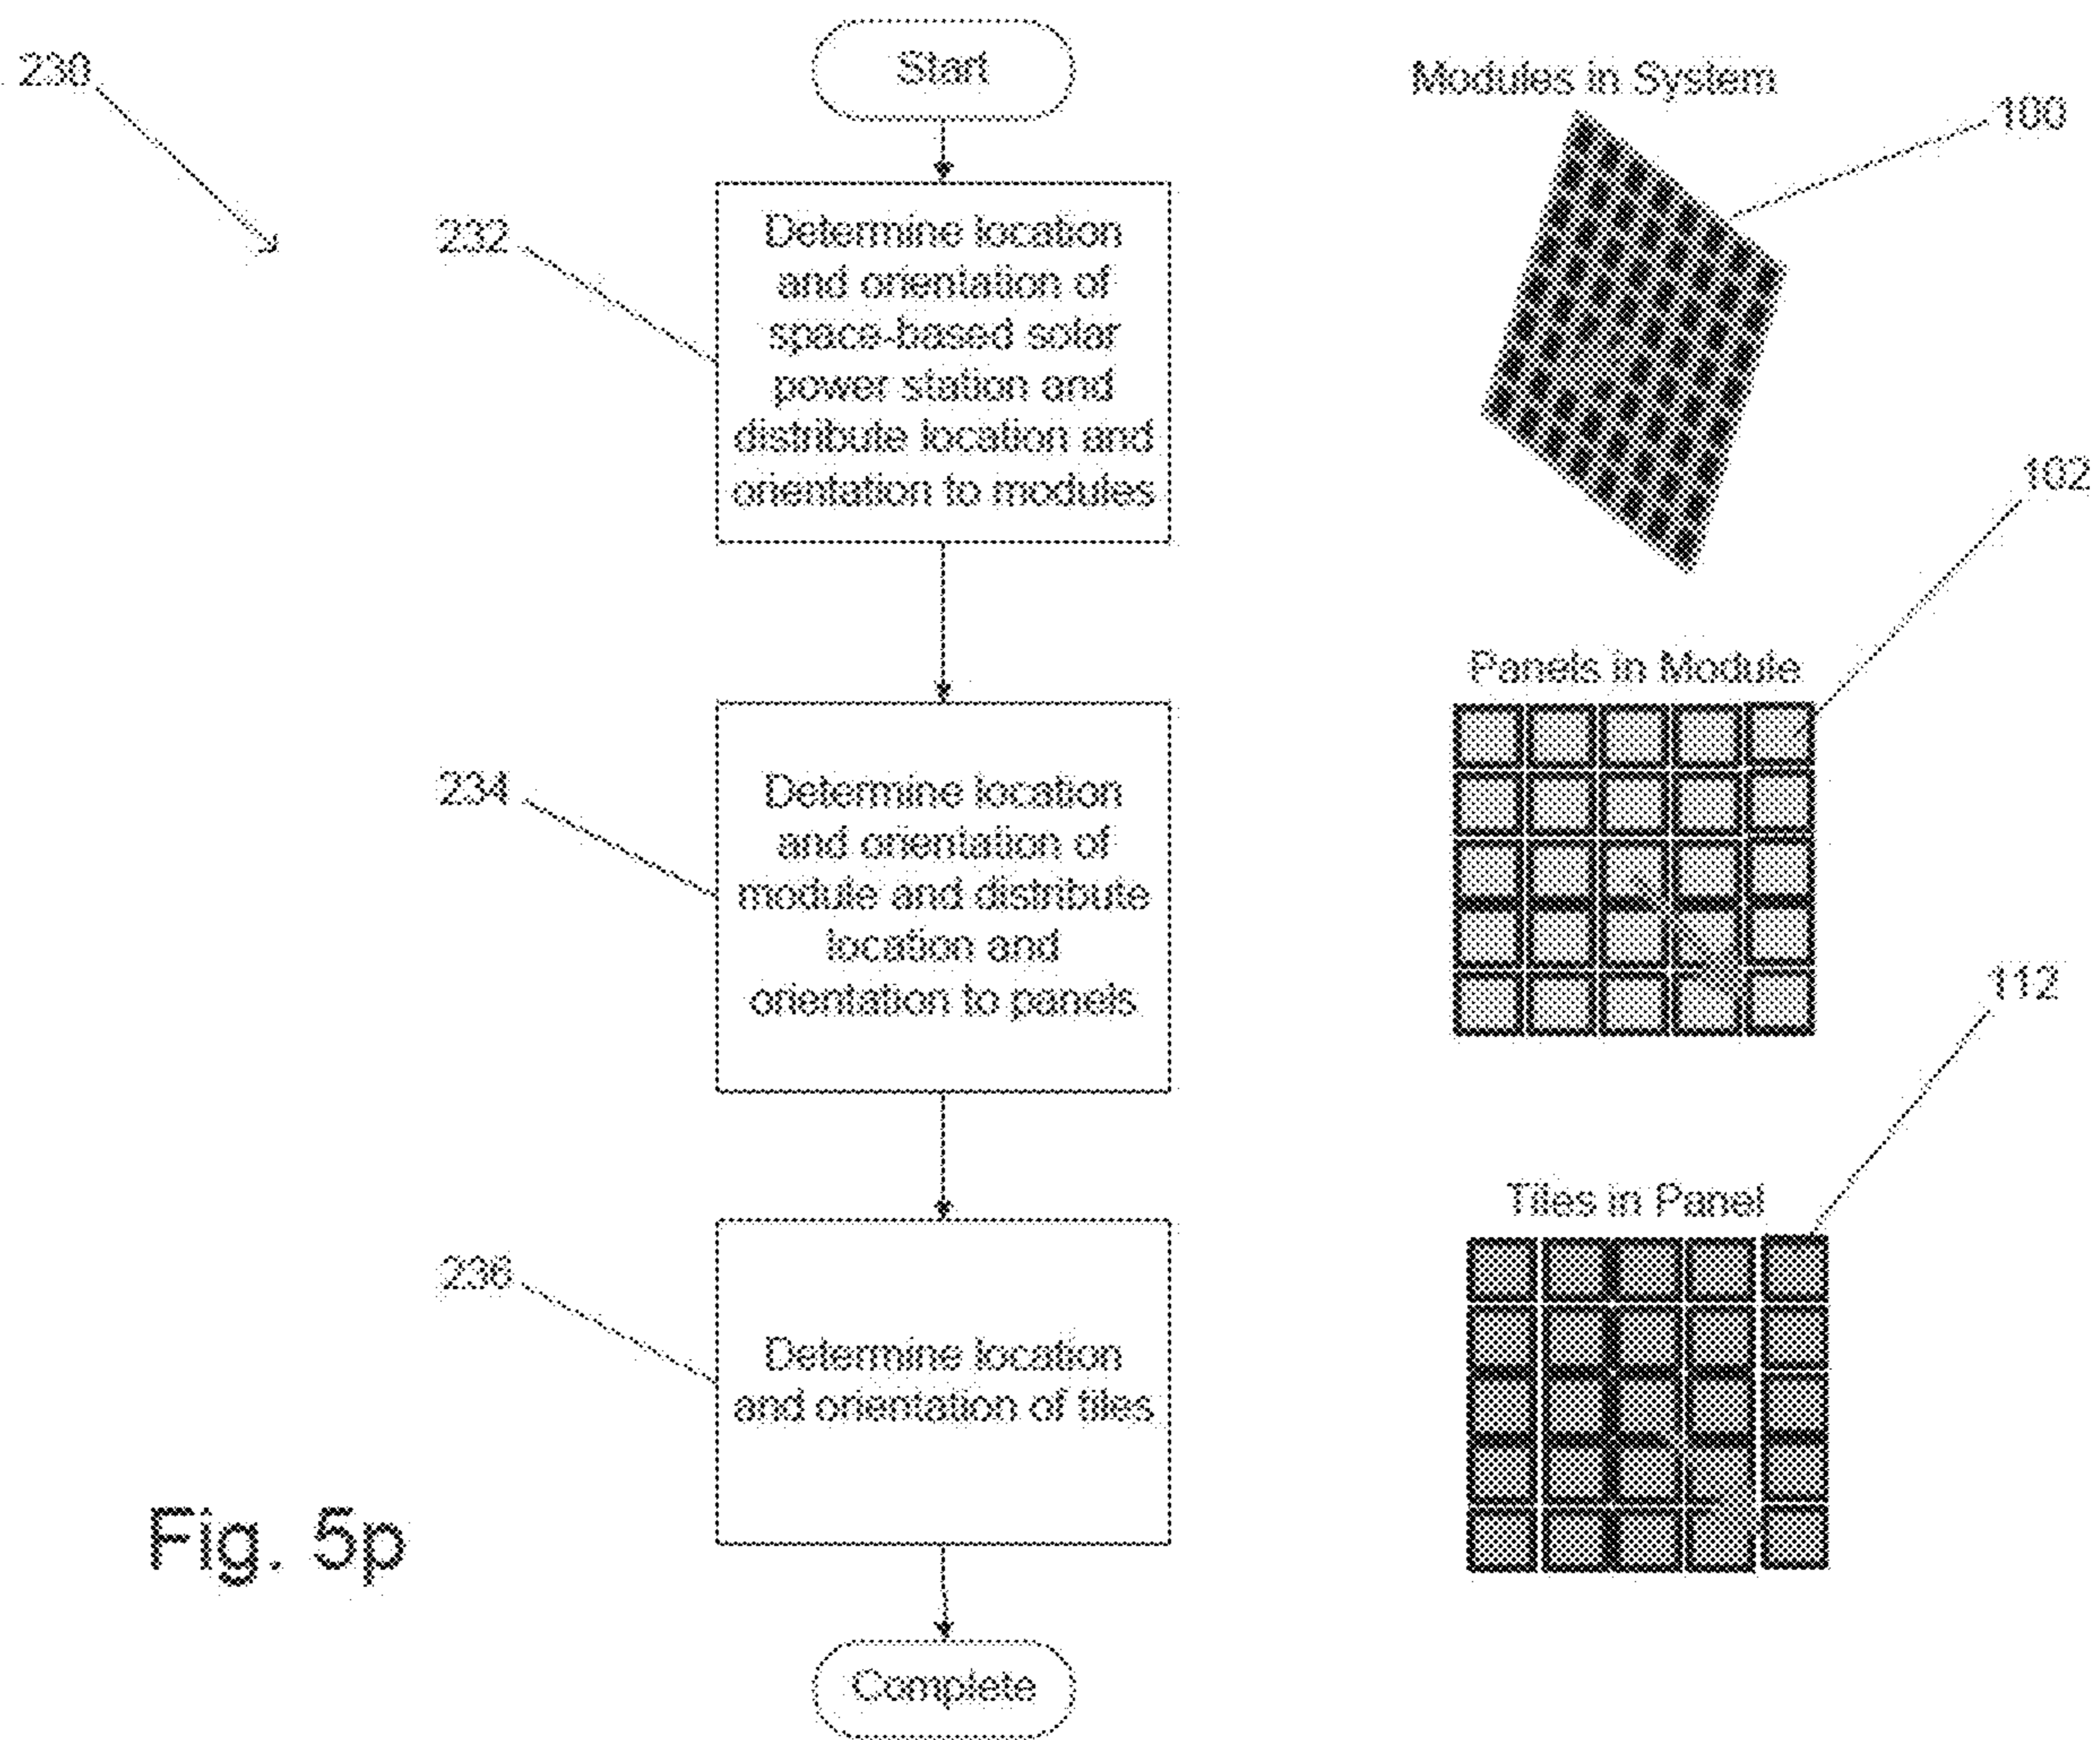 230
Start
232
Determine location
and orientation of
space-based solar
power station and
distribute location and
orientation to modules
234
Determine location
and orientation of
module and distribute
location and
orientation to panels
236
Determine location
and orientation of tiles
Complete
Modules in System
100
102
Panels in Module
112
Tiles in Panel
Fig. 5p